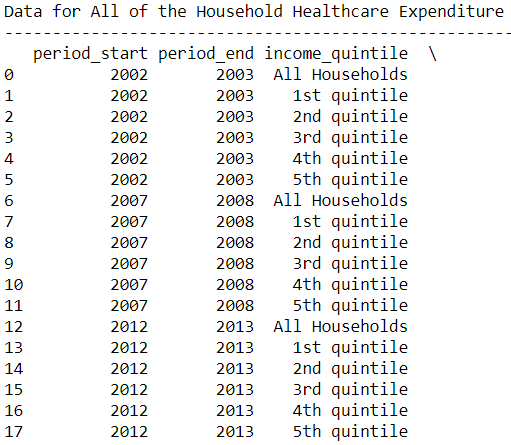 Data for All of the Household Healthcare Expenditure
----------------------------------------------------
period_start period_end income_quintile \
0 2002 2003 All Households
1 2002 2003 1st quintile
2 2002 2003 2nd quintile
3 2002 2003 3rd quintile
4 2002 2003 4th quintile
5 2002 2003 5th quintile
6 2007 2008 All Households
7 2007 2008 1st quintile
8 2007 2008 2nd quintile
9 2007 2008 3rd quintile
10 2007 2008 4th quintile
11 2007 2008 5th quintile
12 2012 2013 All Households
13 2012 2013 1st quintile
14 2012 2013 2nd quintile
15 2012 2013 3rd quintile
16 2012 2013 4th quintile
17 2012 2013 5th quintile